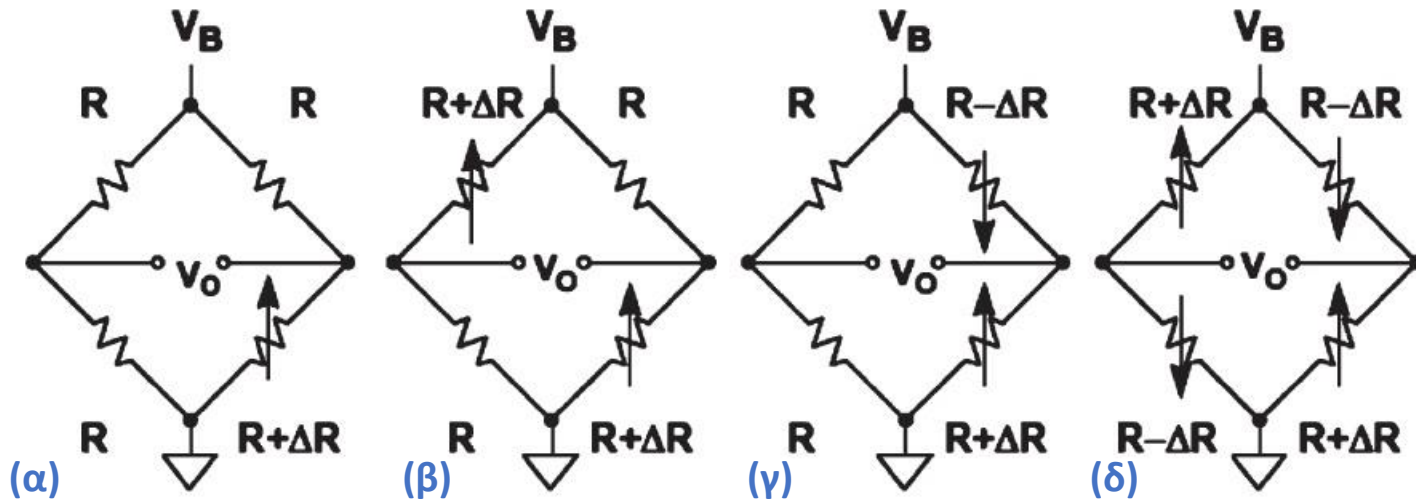 V_B V_B V_B V_B
R R R+ΔR R R R−ΔR R+ΔR R−ΔR
V_O V_O V_O V_O
R R+ΔR R R+ΔR R R+ΔR R−ΔR R+ΔR
(α) (β) (γ) (δ)